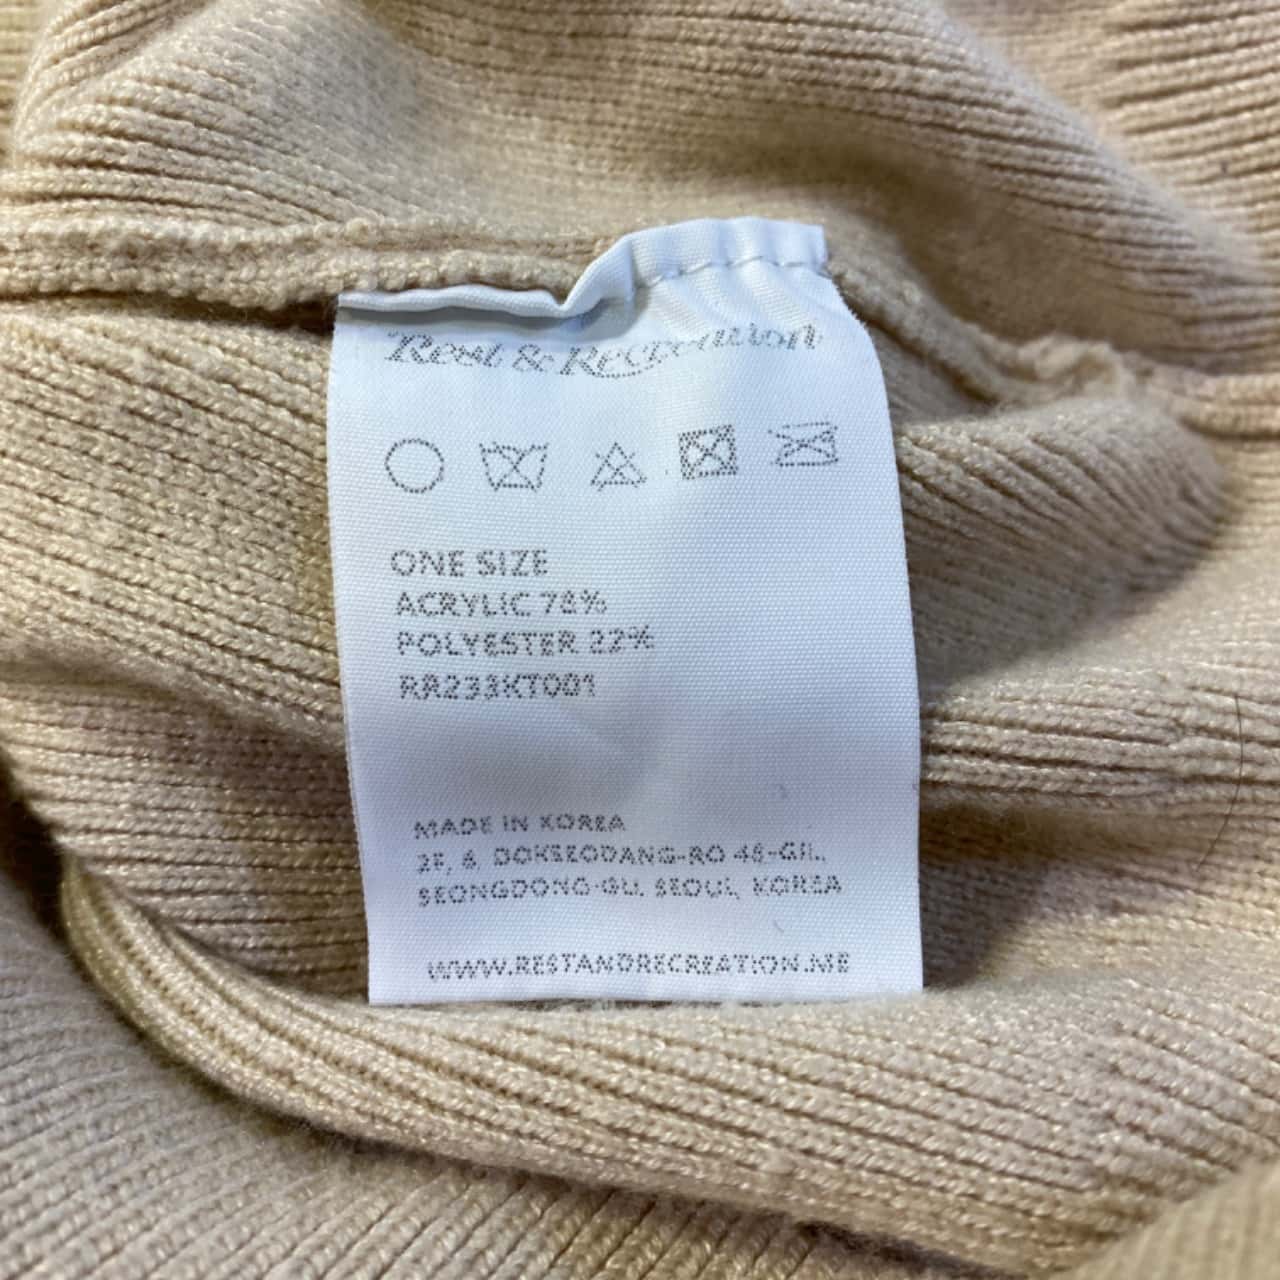 Rest & Recreation
ONE SIZE
ACRYLIC 78%
POLYESTER 22%
RR233KT001
MADE IN KOREA
2F, 6, DOKSEODANG-RO 48-GIL,
SEONGDONG-GU, SEOUL, KOREA
WWW.RESTANDRECREATION.ME